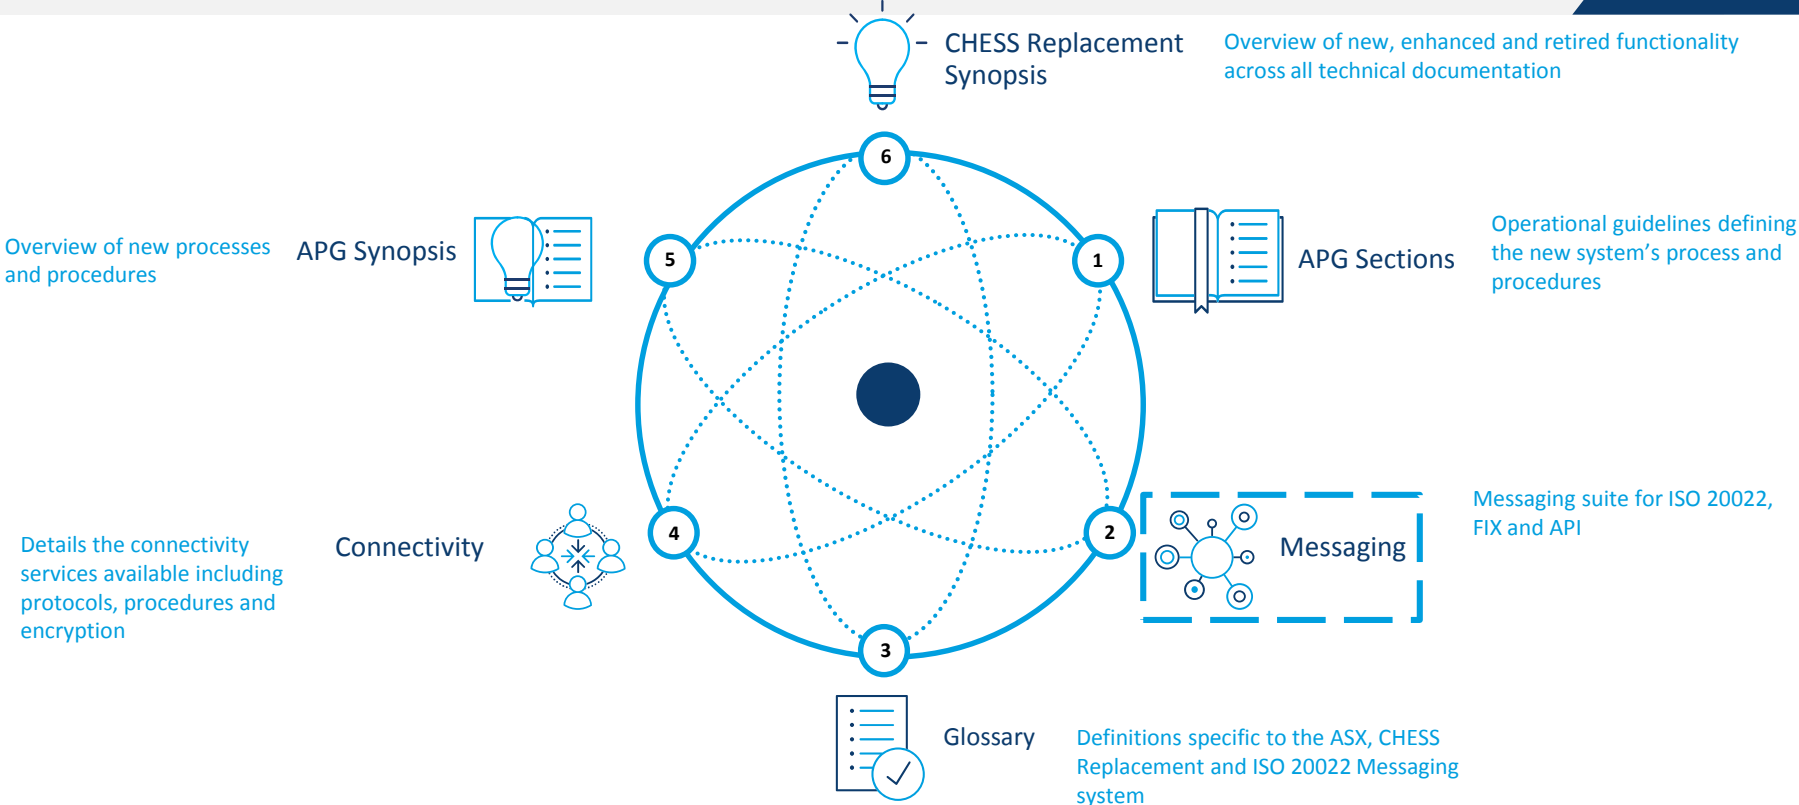 CHESS Replacement
Synopsis
Overview of new, enhanced and retired functionality
across all technical documentation
6
Overview of new processes
and procedures
APG Synopsis
5
1
APG Sections
Operational guidelines defining
the new system's process and
procedures
Details the connectivity
services available including
protocols, procedures and
encryption
Connectivity
4
2
Messaging
Messaging suite for ISO 20022,
FIX and API
3
Glossary
Definitions specific to the ASX, CHESS
Replacement and ISO 20022 Messaging
system